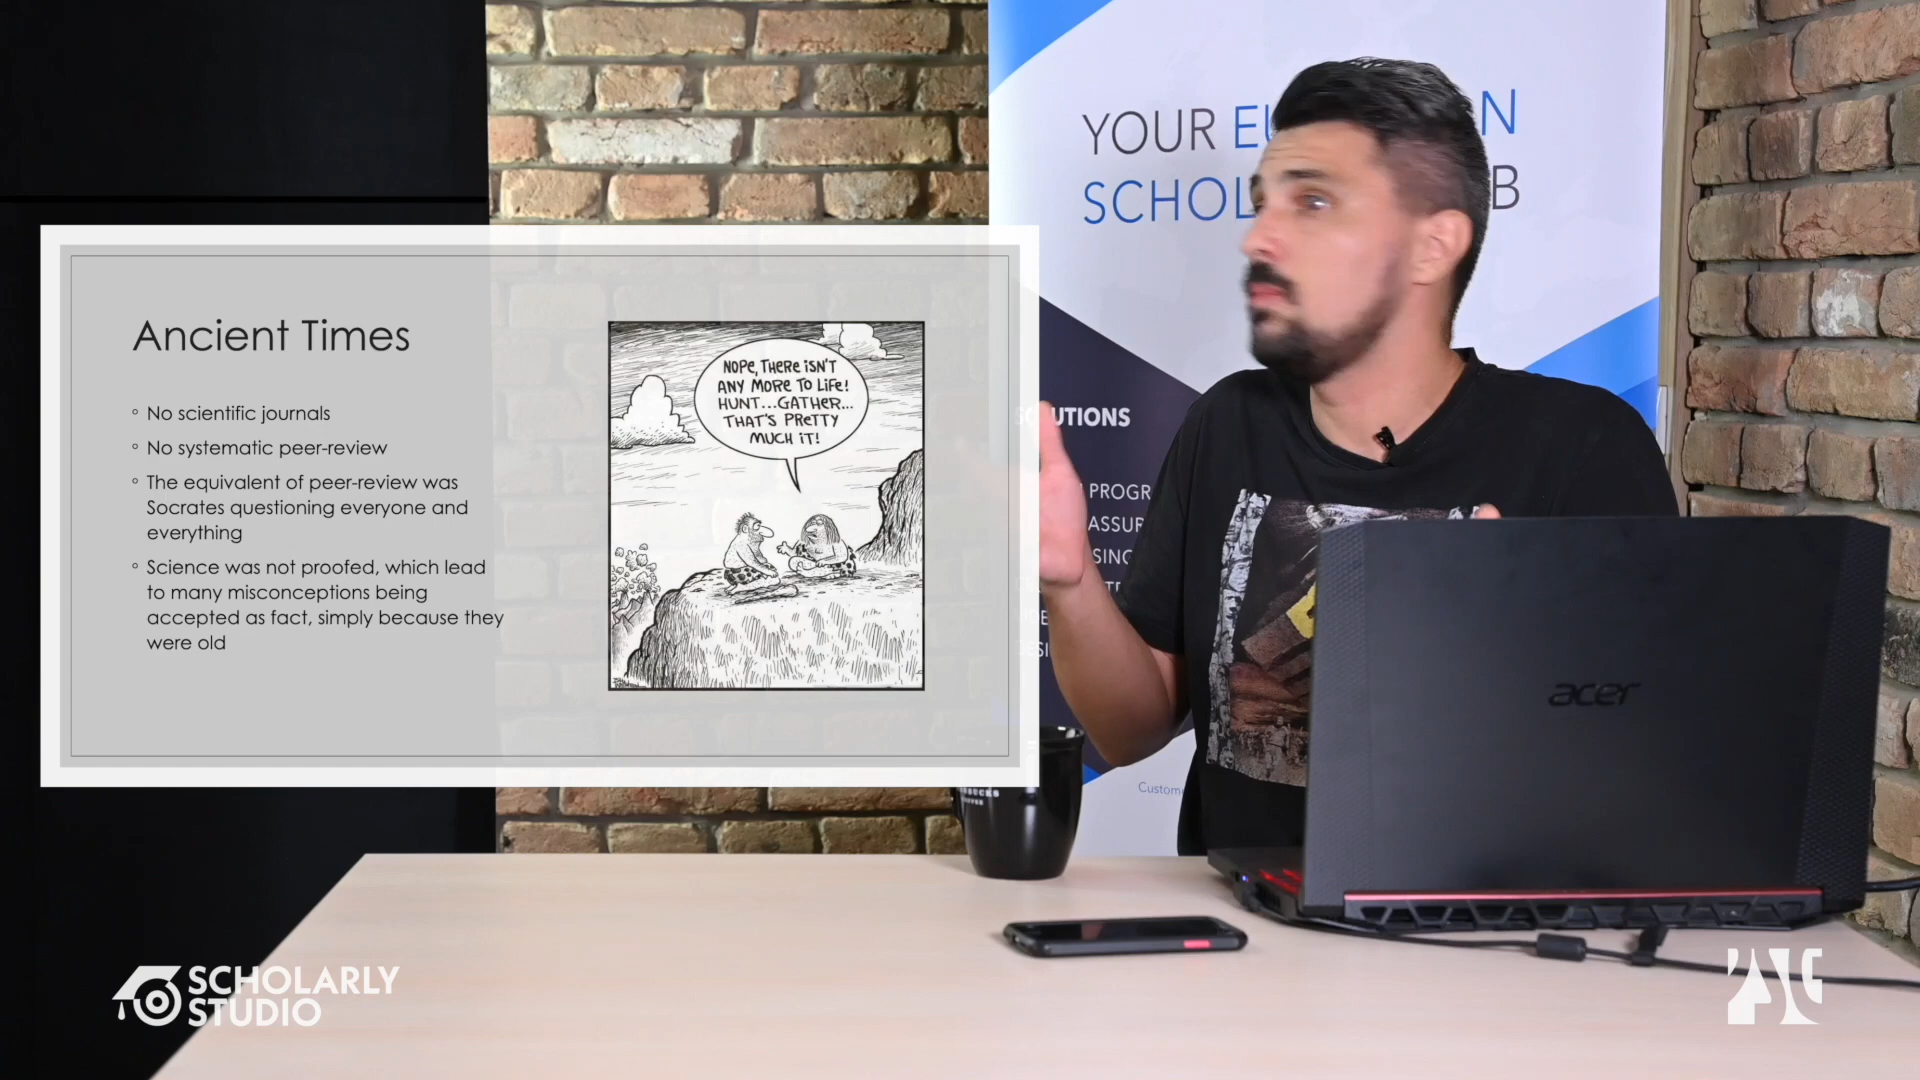 YOUR
SCHOL
Ancient Times
NOPE, THERE iSN'T
ANY MORE TO LiFE!
HUNT...GATHER...
THAT'S PRETTY
MUCH iT!
◦ No scientific journals
◦ No systematic peer-review
◦ The equivalent of peer-review was
Socrates questioning everyone and
everything
◦ Science was not proofed, which lead
to many misconceptions being
accepted as fact, simply because they
were old
SOLUTIONS
PROGR
ASSUR
SING
Custome
acer
SCHOLARLY
STUDIO